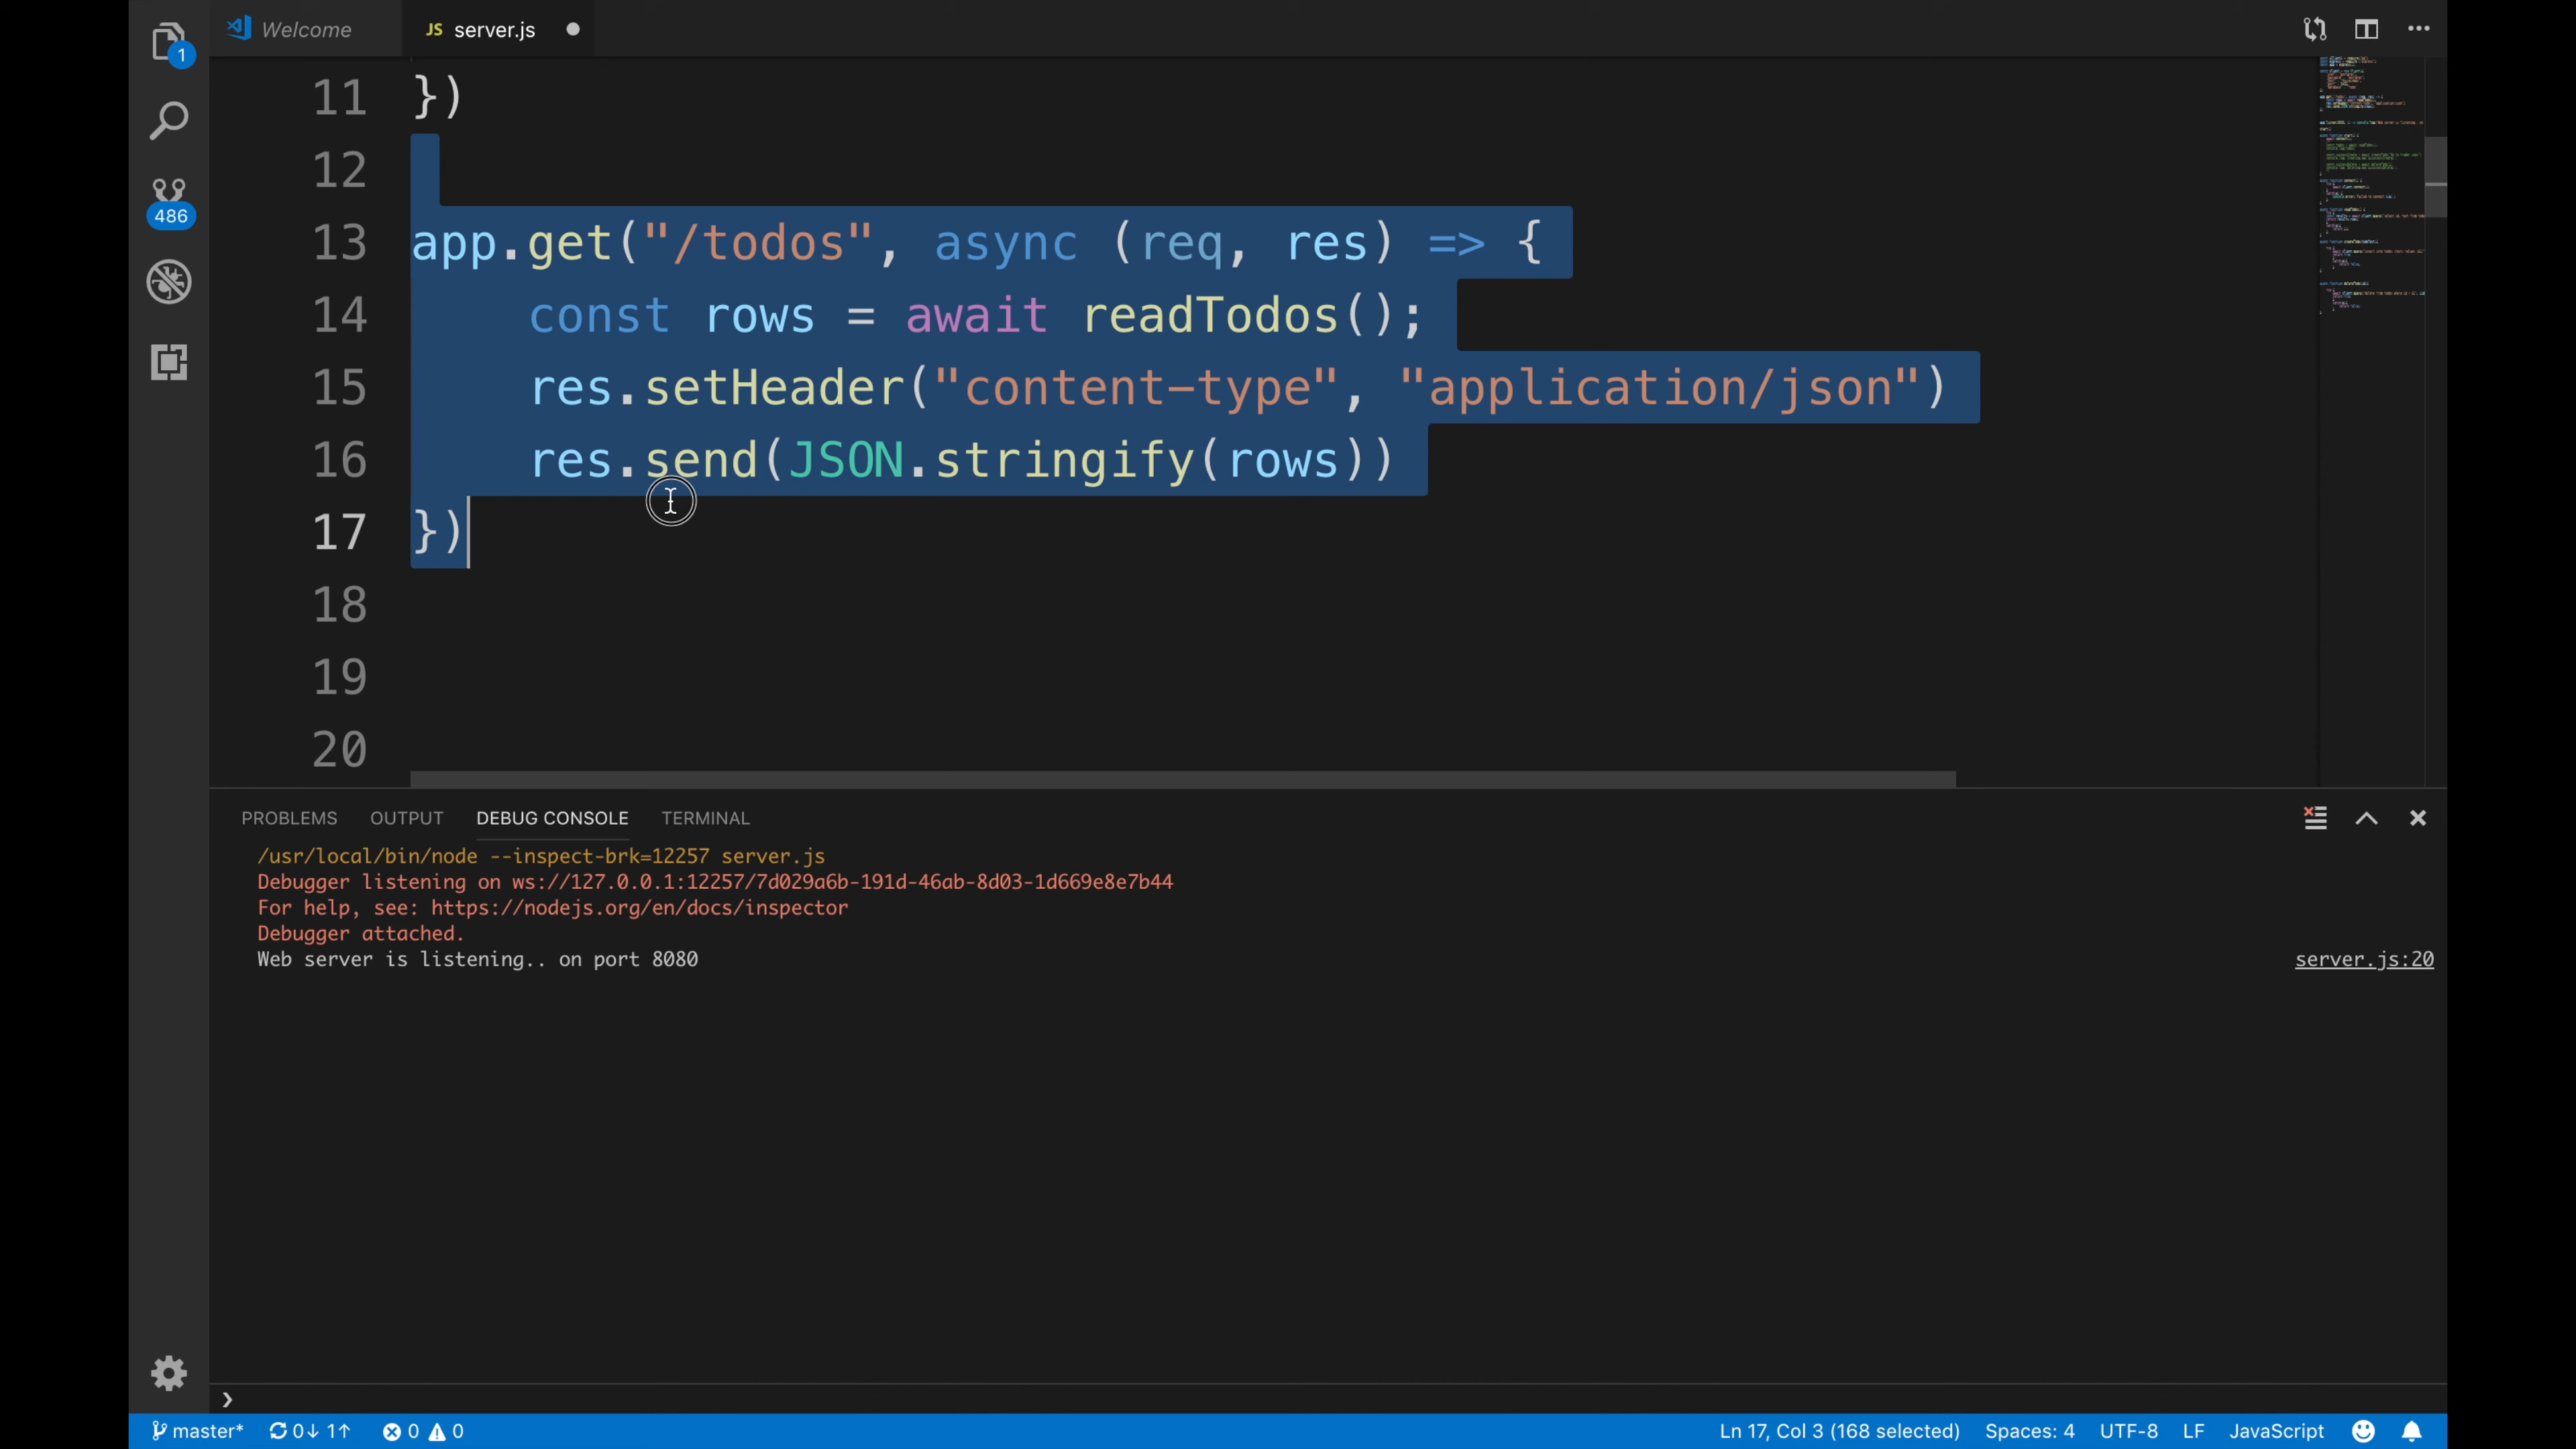 1
Welcome
JS server.js
11 })
12
13 app.get("/todos", async (req, res) => {
14 const rows = await readTodos();
15 res.setHeader("content-type", "application/json")
16 res.send(JSON.stringify(rows))
17 })
18
19
20
486
PROBLEMS OUTPUT DEBUG CONSOLE TERMINAL
/usr/local/bin/node --inspect-brk=12257 server.js
Debugger listening on ws://127.0.0.1:12257/7d029a6b-191d-46ab-8d03-1d669e8e7b44
For help, see: https://nodejs.org/en/docs/inspector
Debugger attached.
Web server is listening.. on port 8080 server.js:20
master* 0↓ 1↑ 0 0 Ln 17, Col 3 (168 selected) Spaces: 4 UTF-8 LF JavaScript